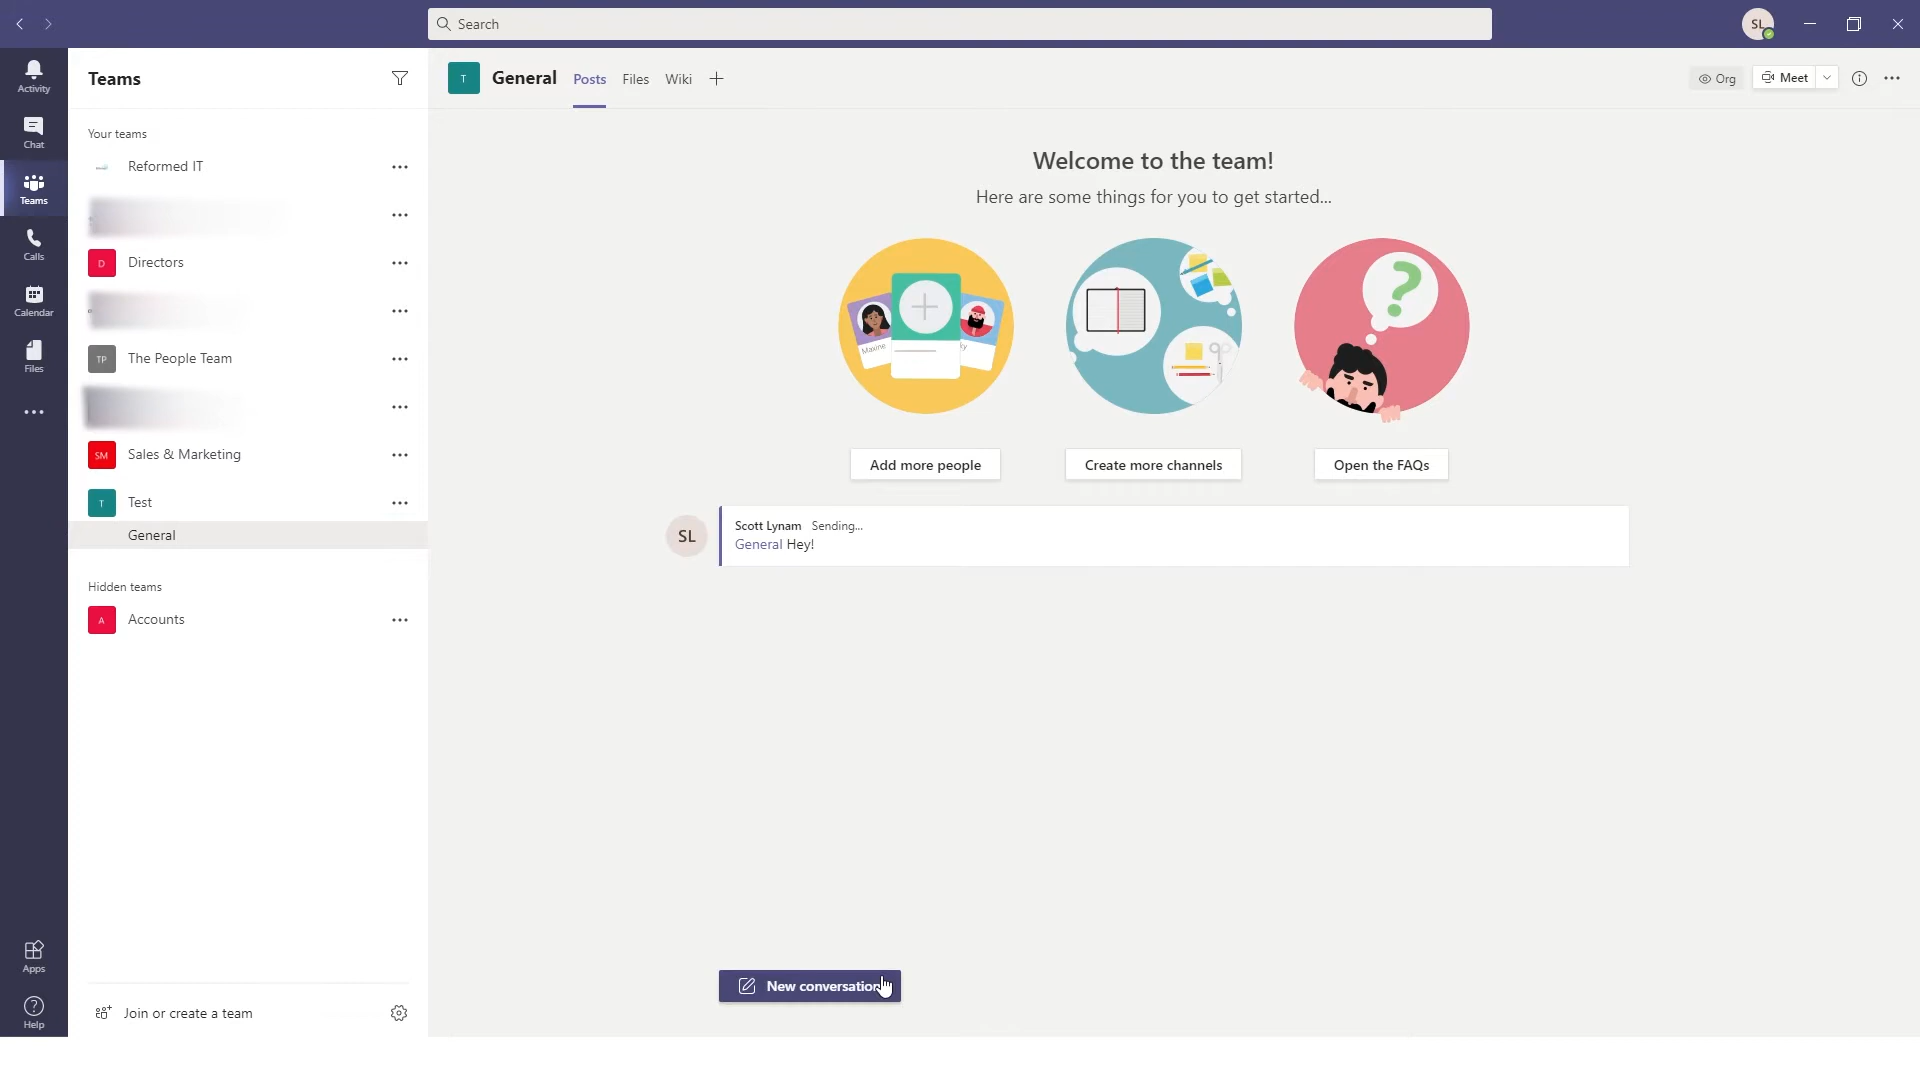 Search
SL
Activity
Chat
Teams
Calls
Calendar
Files
Apps
Help
Teams
Your teams
Reformed IT
D Directors
TP The People Team
SM Sales & Marketing
T Test
General
Hidden teams
A Accounts
Join or create a team
T General Posts Files Wiki
Org Meet
Welcome to the team!
Here are some things for you to get started...
Maxine
Add more people Create more channels Open the FAQs
SL
Scott Lynam Sending...
General Hey!
New conversation